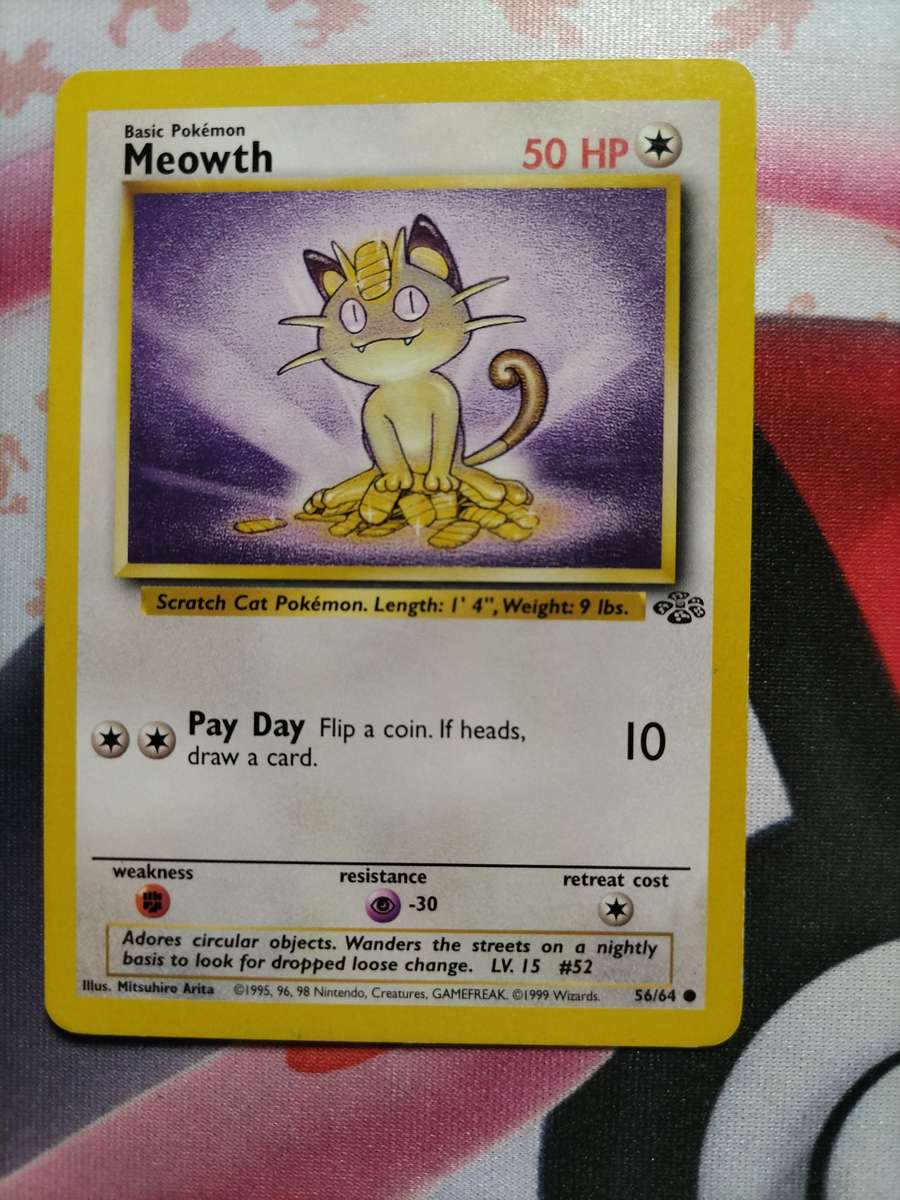 Basic Pokémon
Meowth
50 HP
Scratch Cat Pokémon. Length: 1' 4", Weight: 9 lbs.
Pay Day Flip a coin. If heads,
draw a card.
10
weakness
resistance
retreat cost
-30
Adores circular objects. Wanders the streets on a nightly
basis to look for dropped loose change. LV. 15 #52
Illus. Mitsuhiro Arita ©1995, 96, 98 Nintendo, Creatures, GAMEFREAK. ©1999 Wizards. 56/64